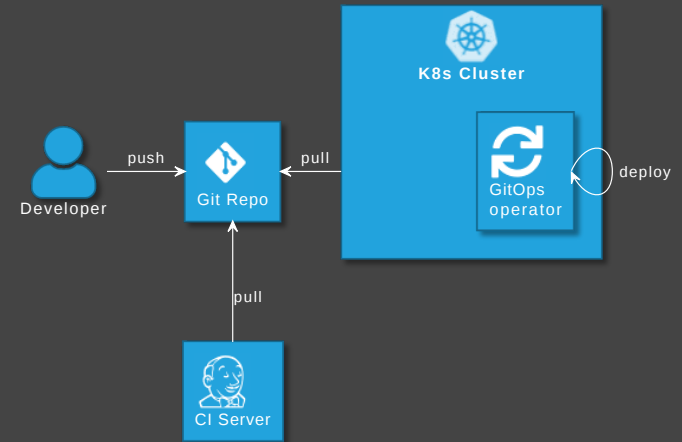 K8s Cluster
push
pull
deploy
Developer
Git Repo
GitOps
operator
pull
CI Server